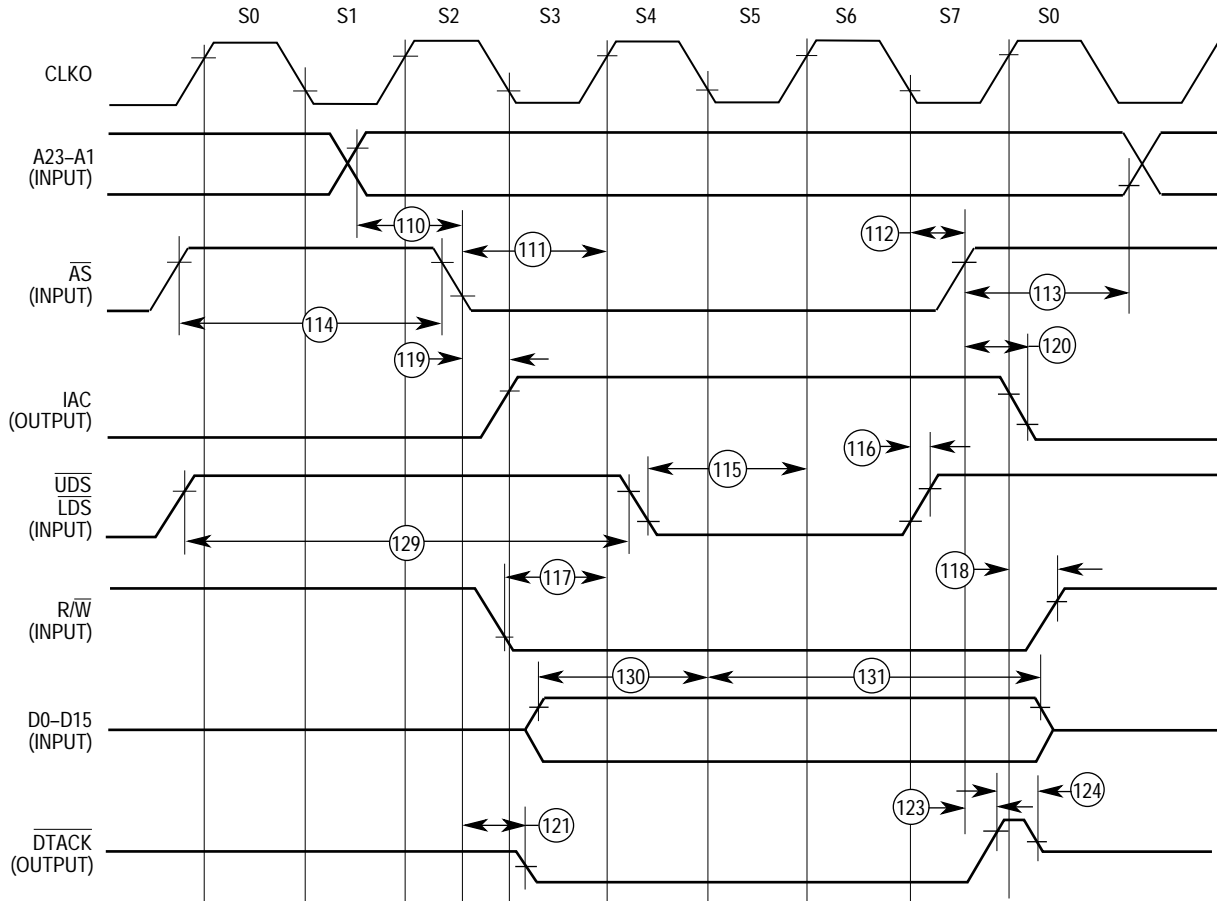 S0 S1 S2 S3 S4 S5 S6 S7 S0
CLKO
A23–A1
(INPUT)
110
111
112
AS
(INPUT)
113
114
119
120
IAC
(OUTPUT)
116
115
UDS
LDS
(INPUT)
129
117
118
R/W
(INPUT)
130
131
D0–D15
(INPUT)
124
123
121
DTACK
(OUTPUT)